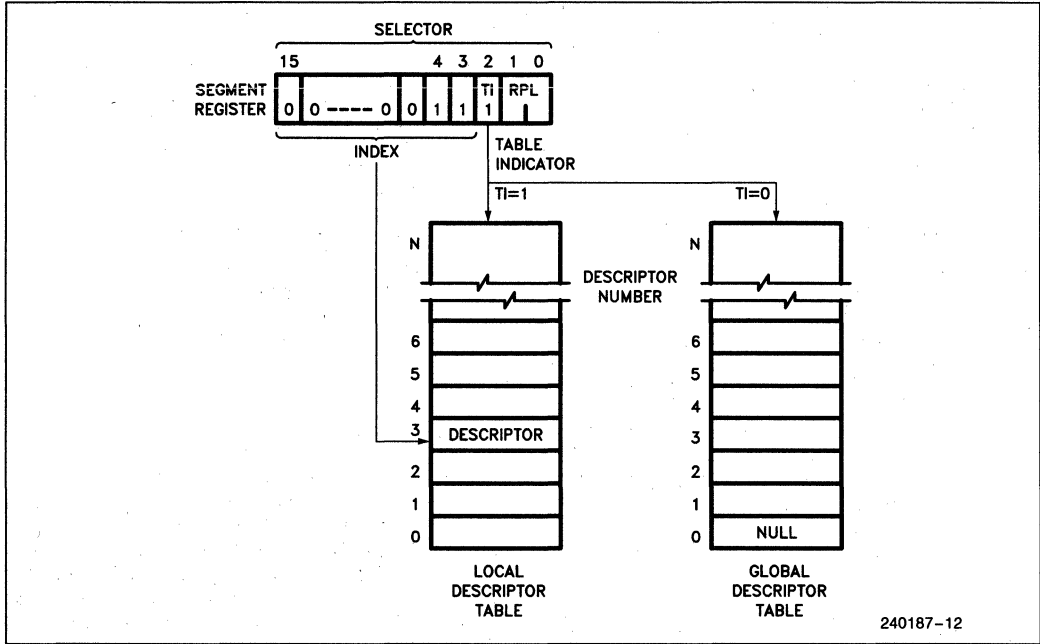 SELECTOR
15 4 3 2 1 0
SEGMENT REGISTER
TI RPL
0 0 ---- 0 0 1 1 1
INDEX
TABLE INDICATOR
TI=1 TI=0
N N
DESCRIPTOR NUMBER
6 6
5 5
4 4
3 DESCRIPTOR 3
2 2
1 1
0 0 NULL
LOCAL DESCRIPTOR TABLE
GLOBAL DESCRIPTOR TABLE
240187-12